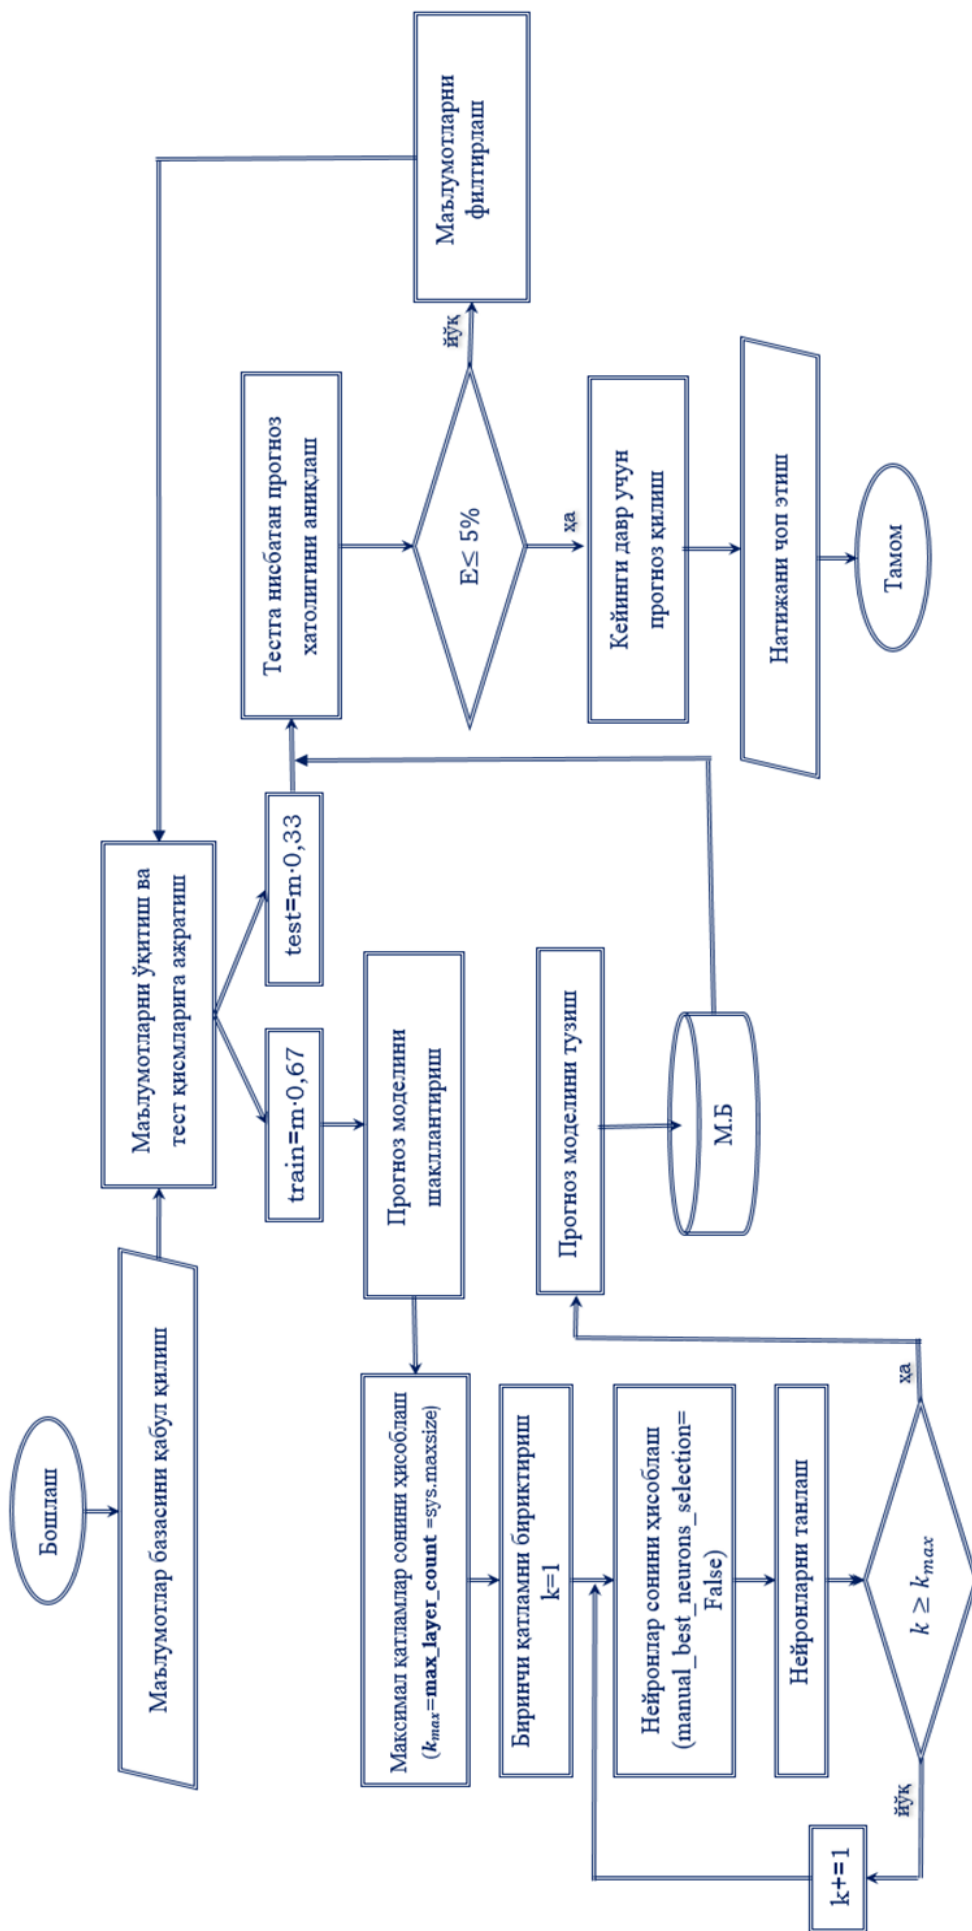 Бошлаш
Маълумотлар базасини қабул қилиш
Маълумотларни ўқитиш ва
тест қисмларига ажратиш
train=m·0,67
test=m·0,33
Прогноз моделини
шакллантириш
Максимал қатламлар сонини ҳисоблаш
(k_max=max_layer_count =sys.maxsize)
Биринчи қатламни бириктириш
k=1
Нейронлар сонини ҳисоблаш
(manual_best_neurons_selection=
False)
Нейронларни танлаш
k ≥ k_max
йўқ
k+=1
ҳа
Прогноз моделини тузиш
М.Б
Тестга нисбатан прогноз
хатолигини аниқлаш
E≤ 5%
йўқ
Маълумотларни
филтирлаш
ҳа
Кейинги давр учун
прогноз қилиш
Натижани чоп этиш
Тамом